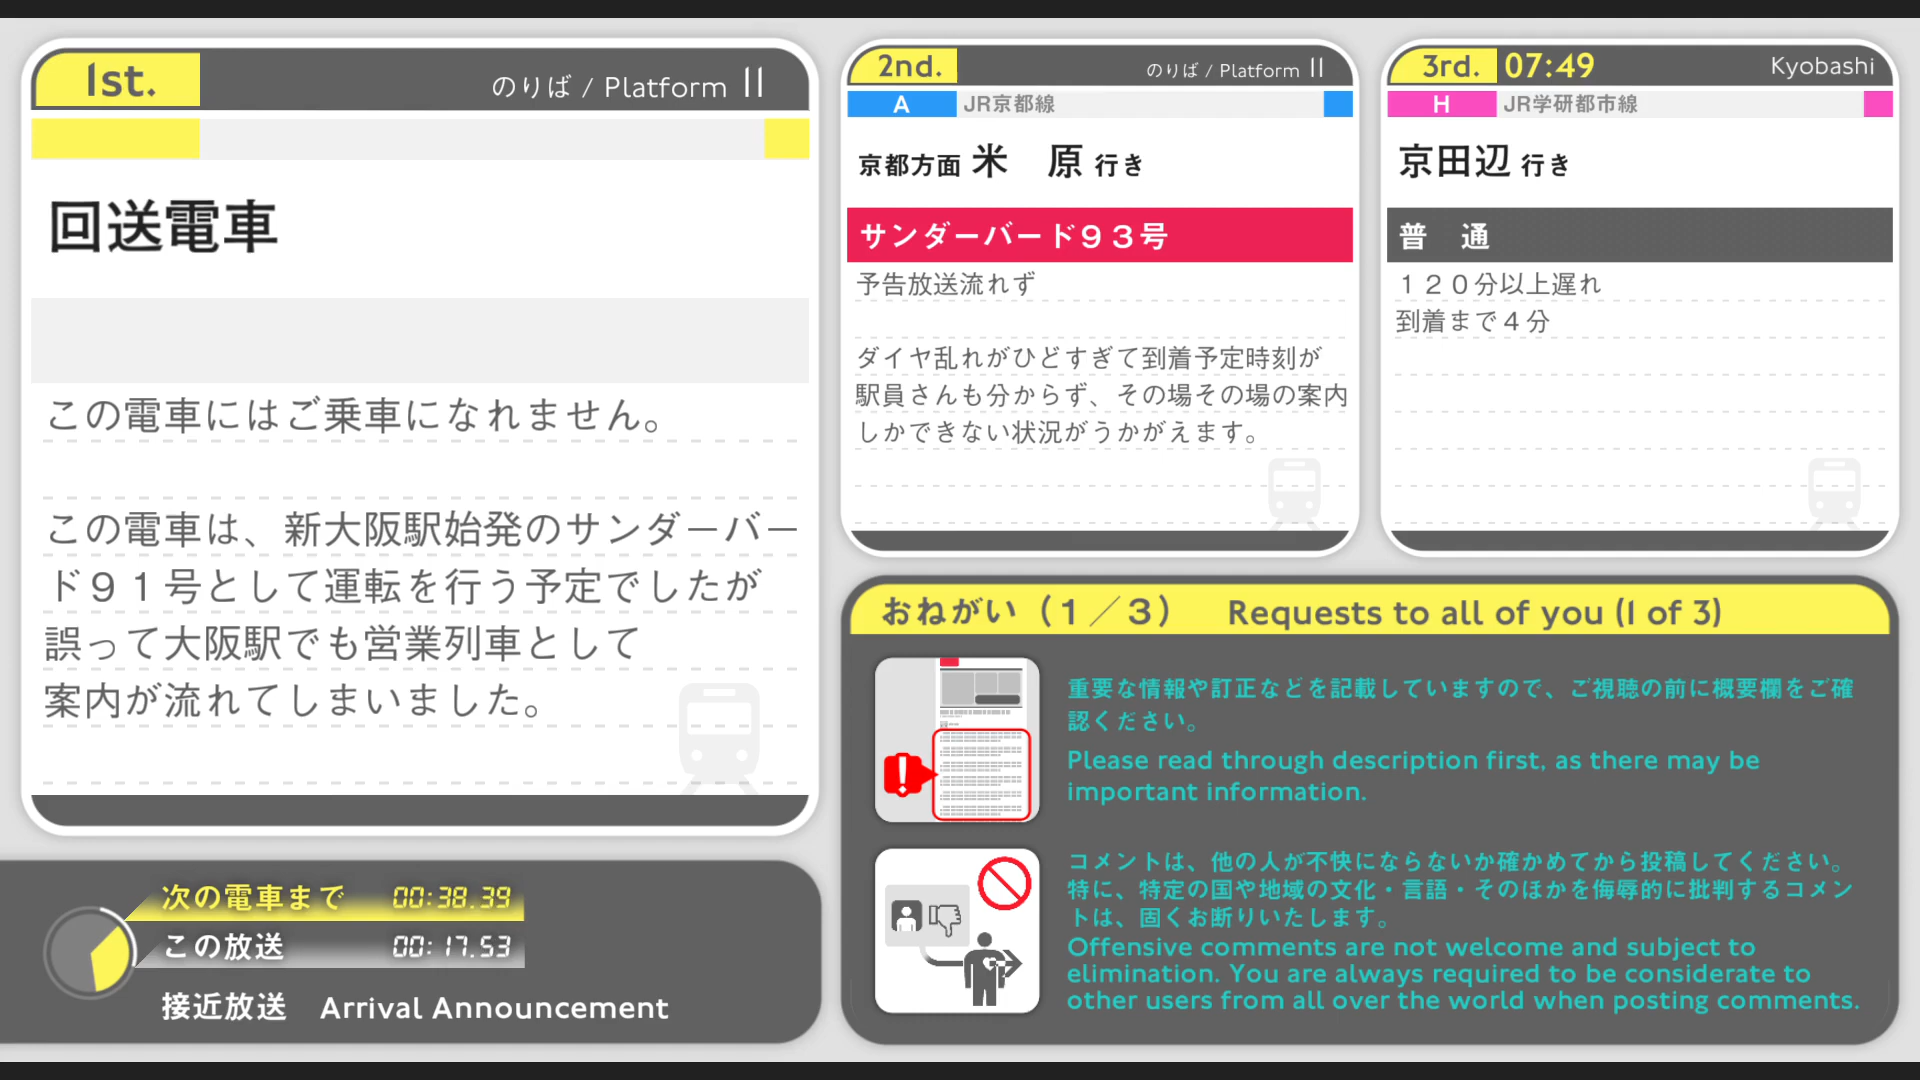 1st.
のりば / Platform 11
回送電車
この電車にはご乗車になれません。
この電車は、新大阪駅始発のサンダーバー
ド９１号として運転を行う予定でしたが
誤って大阪駅でも営業列車として
案内が流れてしまいました。
2nd.
のりば / Platform 11
A JR京都線
京都方面 米　原 行き
サンダーバード９３号
予告放送流れず
ダイヤ乱れがひどすぎて到着予定時刻が
駅員さんも分からず、その場その場の案内
しかできない状況がうかがえます。
3rd. 07:49 Kyobashi
H JR学研都市線
京田辺 行き
普　通
１２０分以上遅れ
到着まで４分
次の電車まで 00:38.39
この放送 00:17.53
接近放送 Arrival Announcement
おねがい（１／３） Requests to all of you (1 of 3)
重要な情報や訂正などを記載していますので、ご視聴の前に概要欄をご確
認ください。
Please read through description first, as there may be
important information.
コメントは、他の人が不快にならないか確かめてから投稿してください。
特に、特定の国や地域の文化・言語・そのほかを侮辱的に批判するコメン
トは、固くお断りいたします。
Offensive comments are not welcome and subject to
elimination. You are always required to be considerate to
other users from all over the world when posting comments.